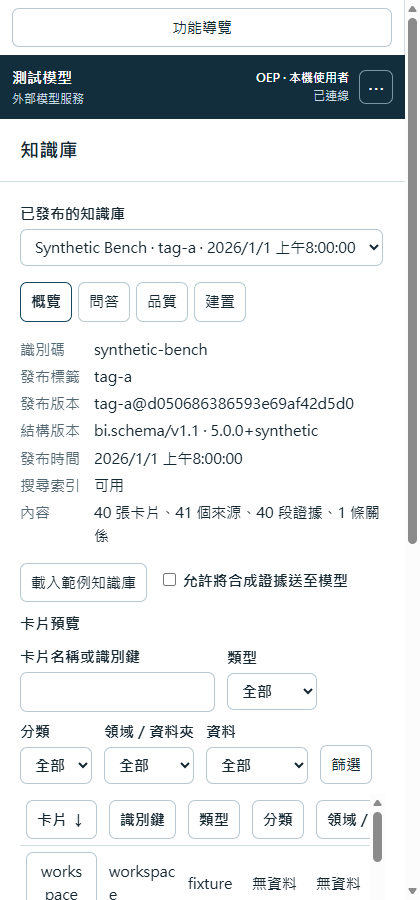 功能導覽
測試模型
外部模型服務
OEP · 本機使用者
已連線
...
知識庫
已發布的知識庫
Synthetic Bench · tag-a · 2026/1/1 上午8:00:00
概覽 問答 品質 建置
識別碼 synthetic-bench
發布標籤 tag-a
發布版本 tag-a@d050686386593e69af42d5d0
結構版本 bi.schema/v1.1 · 5.0.0+synthetic
發布時間 2026/1/1 上午8:00:00
搜尋索引 可用
內容 40 張卡片、41 個來源、40 段證據、1 條關
係
載入範例知識庫 允許將合成證據送至模型
卡片預覽
卡片名稱或識別鍵 類型
全部
分類 領域 / 資料夾 資料
全部 全部 全部 篩選
卡片 ↓ 識別鍵 類型 分類 領域 /
works
pace
workspac
e
fixture 無資料 無資料